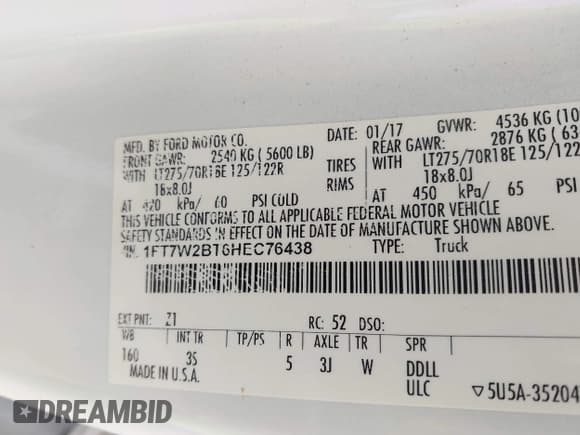 MFD. BY FORD MOTOR CO.
DATE: 01/17
GVWR: 4536 KG (10
FRONT GAWR: 2540 KG ( 5600 LB)
REAR GAWR: 2876 KG ( 63
WITH LT275/70R18E 125/122R TIRES
WITH LT275/70R18E 125/122
18x8.0J RIMS
18x8.0J
AT 420 kPa/ 60 PSI COLD
AT 450 kPa/ 65 PSI
THIS VEHICLE CONFORMS TO ALL APPLICABLE FEDERAL MOTOR VEHICLE
SAFETY STANDARDS IN EFFECT ON THE DATE OF MANUFACTURE SHOWN ABOVE.
VIN: 1FT7W2BT6HEC76438
TYPE: Truck
EXT PNT: Z1
RC: 52 DSO:
WB INT TR TP/PS R AXLE TR SPR
160 3S 5 3J W DDLL
MADE IN U.S.A. ULC
▽5U5A-35204
STEAMBID